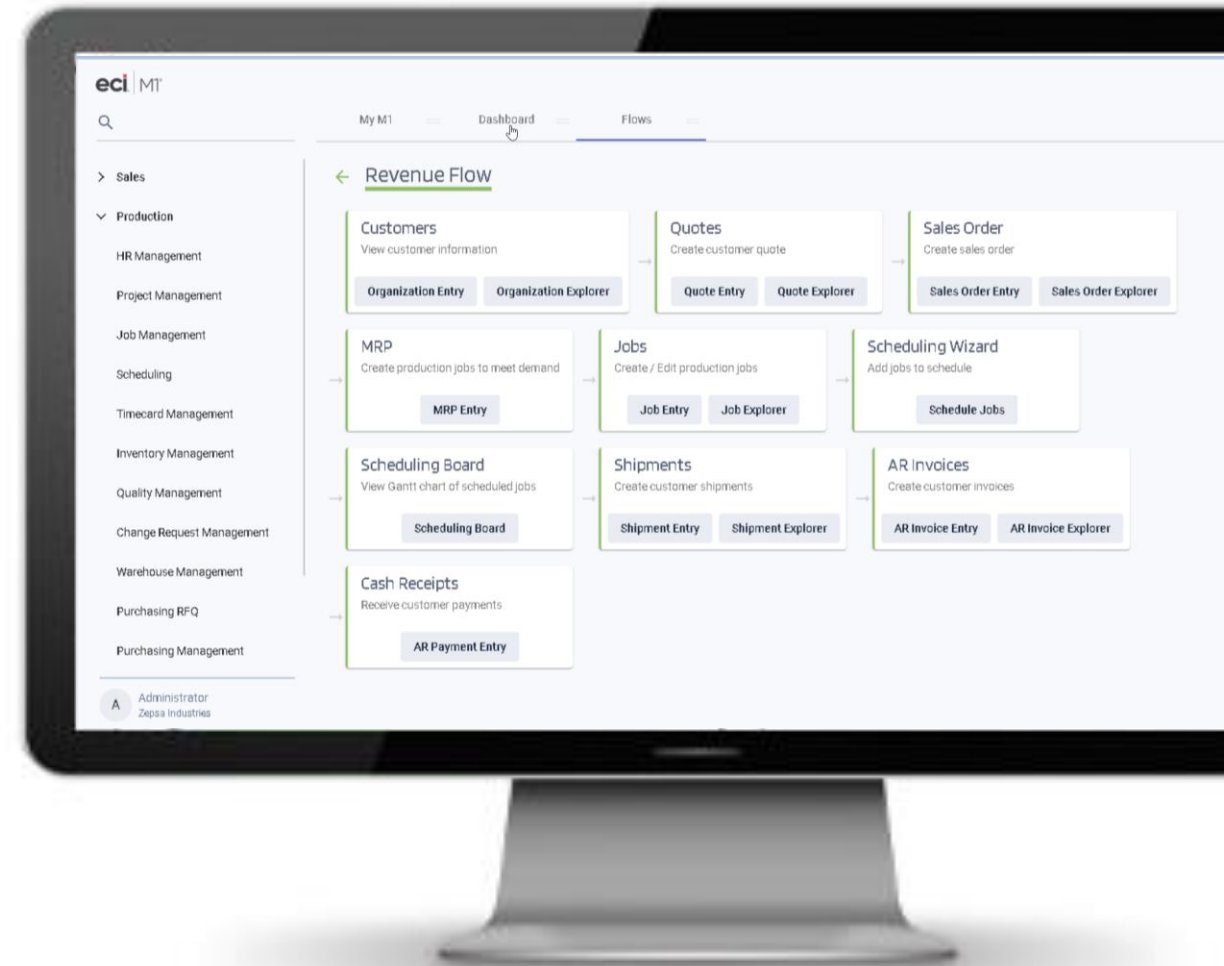 eci M1
My M1 Dashboard Flows
Sales
Production
HR Management
Project Management
Job Management
Scheduling
Timecard Management
Inventory Management
Quality Management
Change Request Management
Warehouse Management
Purchasing RFQ
Purchasing Management
A
Administrator
Zepsa Industries
Revenue Flow
Customers
View customer information
Organization Entry Organization Explorer
Quotes
Create customer quote
Quote Entry Quote Explorer
Sales Order
Create sales order
Sales Order Entry Sales Order Explorer
MRP
Create production jobs to meet demand
MRP Entry
Jobs
Create / Edit production jobs
Job Entry Job Explorer
Scheduling Wizard
Add jobs to schedule
Schedule Jobs
Scheduling Board
View Gantt chart of scheduled jobs
Scheduling Board
Shipments
Create customer shipments
Shipment Entry Shipment Explorer
AR Invoices
Create customer invoices
AR Invoice Entry AR Invoice Explorer
Cash Receipts
Receive customer payments
AR Payment Entry